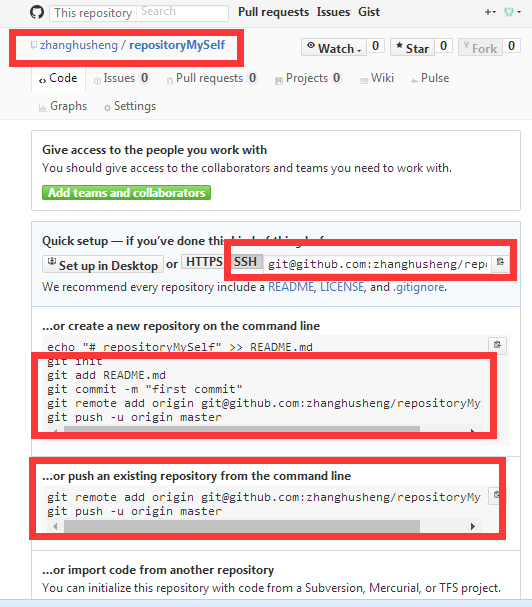 This repository Search Pull requests Issues Gist
zhanghusheng / repositoryMySelf
Watch 0 Star 0 Fork 0
Code Issues 0 Pull requests 0 Projects 0 Wiki Pulse
Graphs Settings
Give access to the people you work with
You should give access to the collaborators and teams you need to work with.
Add teams and collaborators
Quick setup — if you've done this kind of thing before
Set up in Desktop or HTTPS SSH git@github.com:zhanghusheng/repo
We recommend every repository include a README, LICENSE, and .gitignore.
...or create a new repository on the command line
echo "# repositoryMySelf" >> README.md
git init
git add README.md
git commit -m "first commit"
git remote add origin git@github.com:zhanghusheng/repositoryMy
git push -u origin master
...or push an existing repository from the command line
git remote add origin git@github.com:zhanghusheng/repositoryMy
git push -u origin master
...or import code from another repository
You can initialize this repository with code from a Subversion, Mercurial, or TFS project.